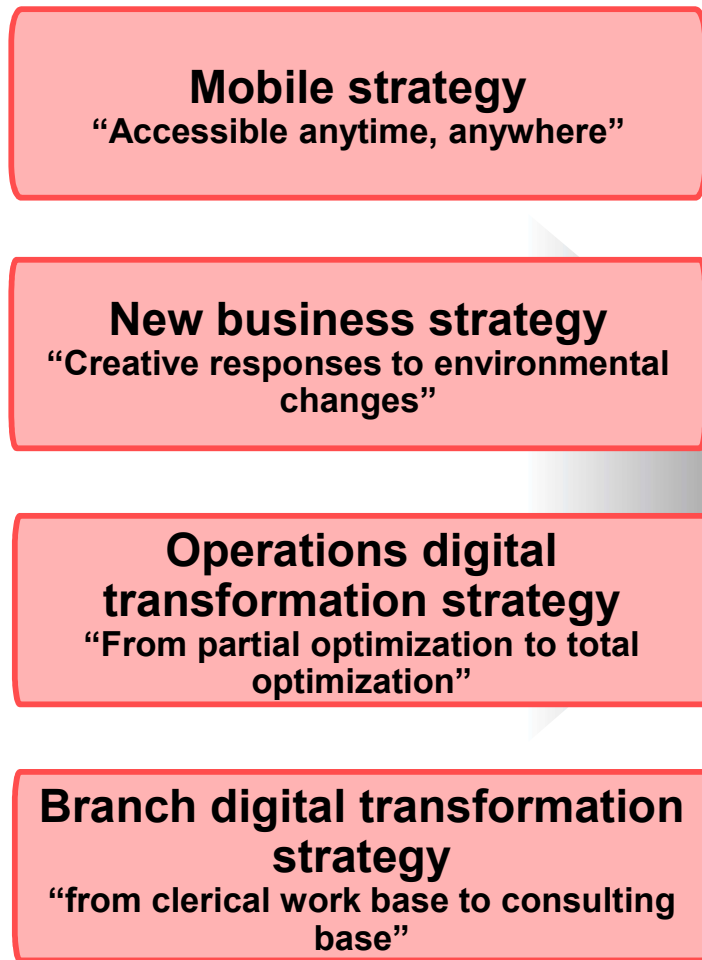 Mobile strategy
“Accessible anytime, anywhere”
New business strategy
“Creative responses to environmental
changes”
Operations digital
transformation strategy
“From partial optimization to total
optimization”
Branch digital transformation
strategy
“from clerical work base to consulting
base”